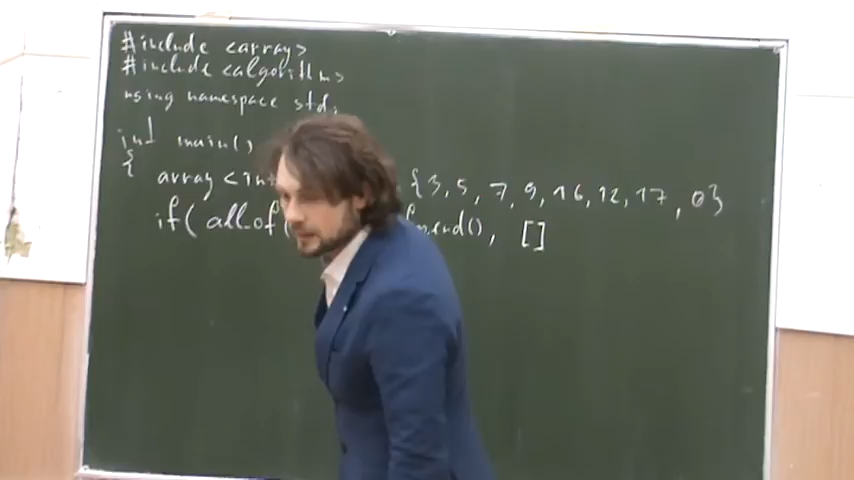 #include <array>
#include <algorithm>
using namespace std;
int main()
{
array <in {3, 5, 7, 9, 16, 12, 17, 0}
if( all_of( end(), []